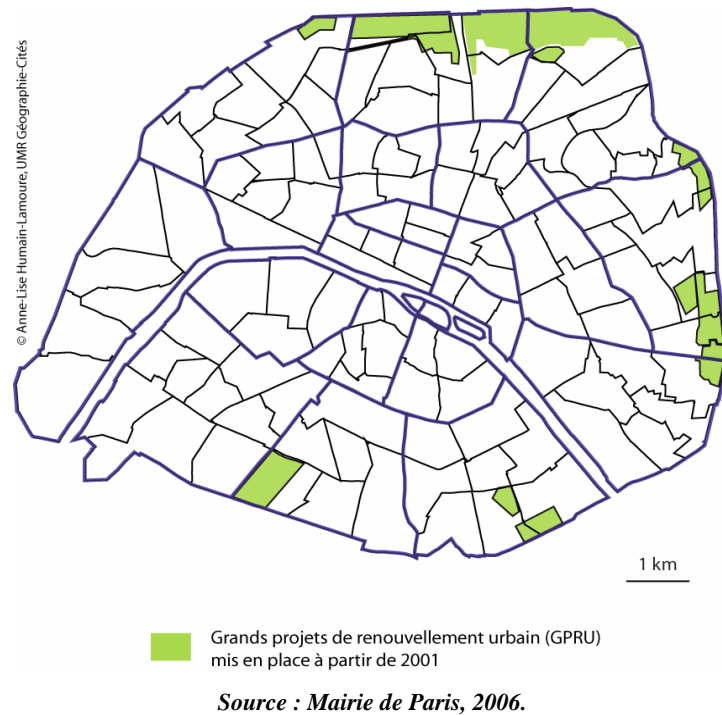 © Anne-Lise Humain-Lamoure, UMR Géographie-Cités
1 km
Grands projets de renouvellement urbain (GPRU)
mis en place à partir de 2001
Source : Mairie de Paris, 2006.